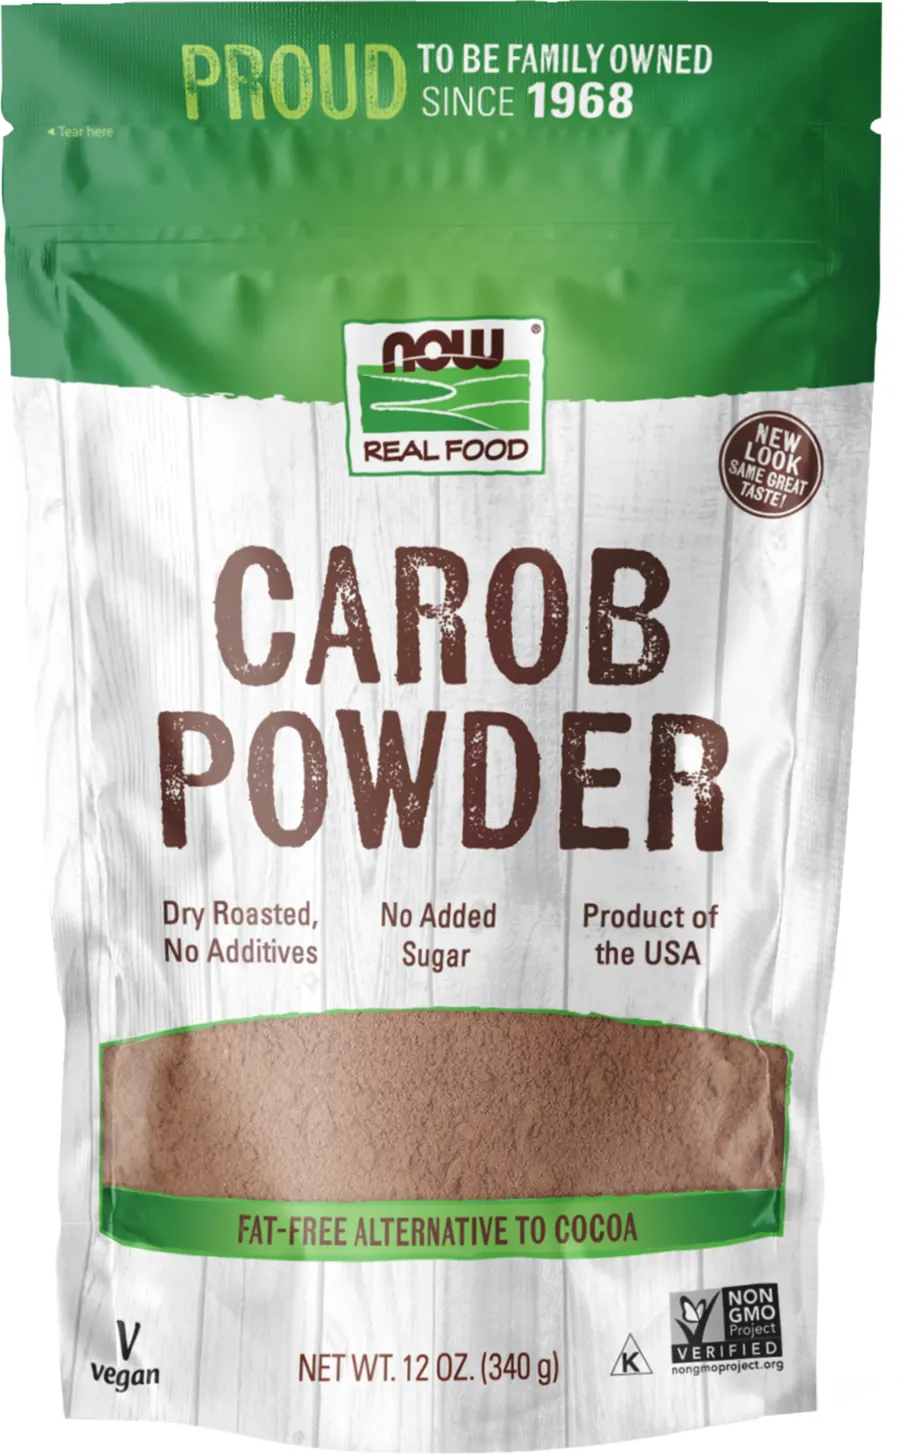 PROUD TO BE FAMILY OWNED
SINCE 1968
◄ Tear here
NOW®
REAL FOOD
NEW
LOOK
SAME GREAT
TASTE!
CAROB
POWDER
Dry Roasted,
No Additives
No Added
Sugar
Product of
the USA
FAT-FREE ALTERNATIVE TO COCOA
V
vegan
NET WT. 12 OZ. (340 g)
K
NON
GMO
Project
VERIFIED
nongmoproject.org